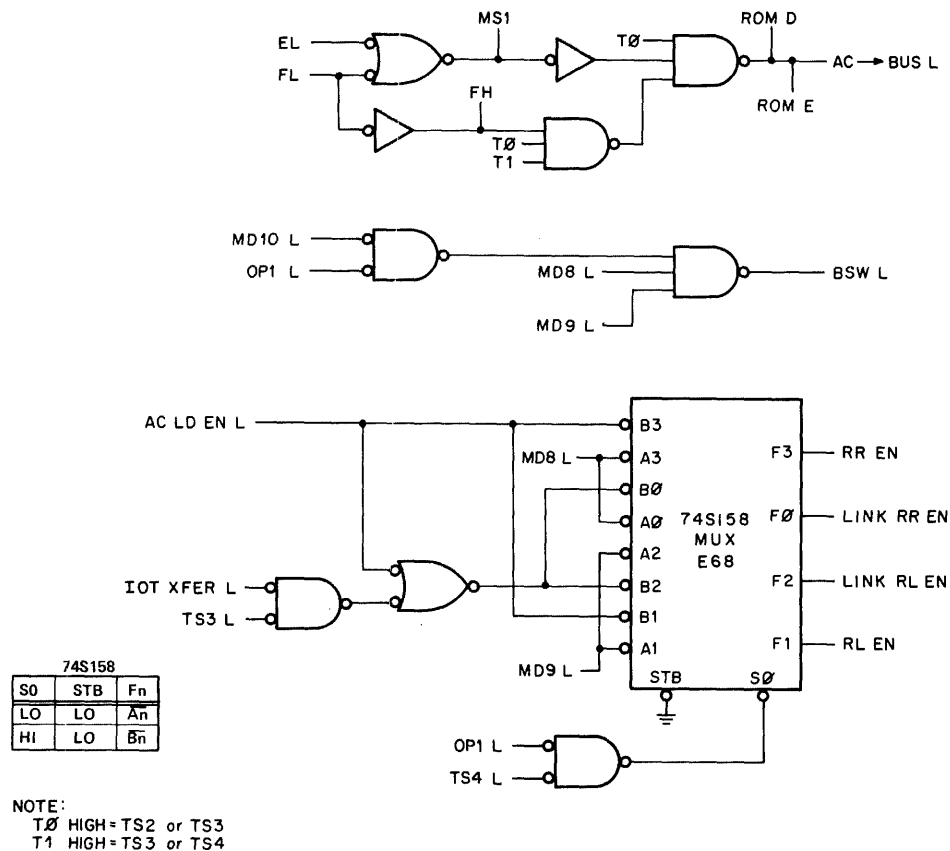 MS1
ROM D
EL
TØ
AC → BUS L
FL
FH
ROM E
TØ
T1
MD10 L
OP1 L
MD8 L
BSW L
MD9 L
AC LD EN L
B3
MD8 L
A3
F3
RR EN
BØ
AØ
74S158
MUX
E68
FØ
LINK RR EN
A2
IOT XFER L
B2
F2
LINK RL EN
TS3 L
B1
A1
F1
RL EN
MD9 L
STB
SØ
74S158
S0 STB Fn
LO LO An
HI LO Bn
OP1 L
TS4 L
NOTE:
TØ HIGH=TS2 or TS3
T1 HIGH=TS3 or TS4